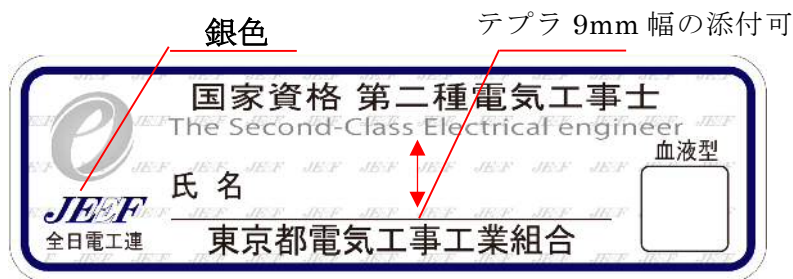 銀色
テプラ 9mm 幅の添付可
国家資格 第二種電気工事士
The Second-Class Electrical engineer
血液型
氏 名
JEEF
全日電工連
東京都電気工事工業組合